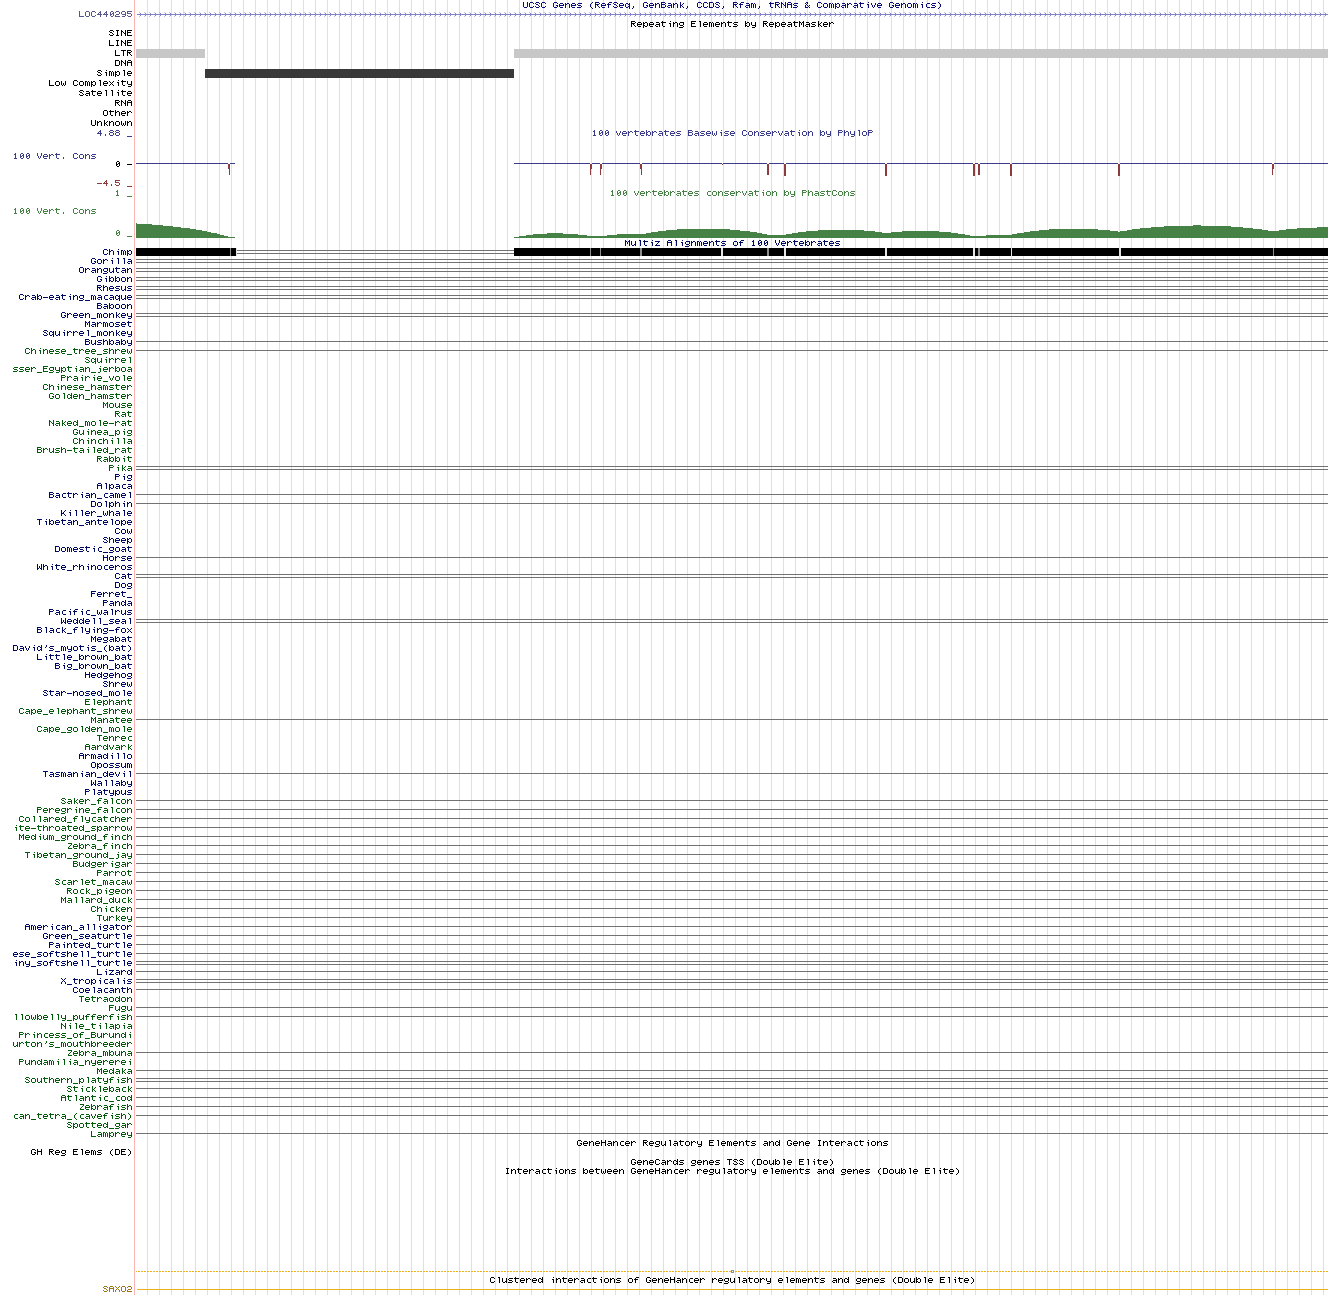 UCSC Genes (RefSeq, GenBank, CCDS, Rfam, tRNAs & Comparative Genomics)
LOC440295
Repeating Elements by RepeatMasker
SINE
LINE
LTR
DNA
Simple
Low Complexity
Satellite
RNA
Other
Unknown
4.88 _
100 vertebrates Basewise Conservation by PhyloP
100 Vert. Cons
0 -
-4.5 _
1 _
100 vertebrates conservation by PhastCons
100 Vert. Cons
0 _
Multiz Alignments of 100 Vertebrates
Chimp
Gorilla
Orangutan
Gibbon
Rhesus
Crab-eating_macaque
Baboon
Green_monkey
Marmoset
Squirrel_monkey
Bushbaby
Chinese_tree_shrew
Squirrel
sser_Egyptian_jerboa
Prairie_vole
Chinese_hamster
Golden_hamster
Mouse
Rat
Naked_mole-rat
Guinea_pig
Chinchilla
Brush-tailed_rat
Rabbit
Pika
Pig
Alpaca
Bactrian_camel
Dolphin
Killer_whale
Tibetan_antelope
Cow
Sheep
Domestic_goat
Horse
White_rhinoceros
Cat
Dog
Ferret_
Panda
Pacific_walrus
Weddell_seal
Black_flying-fox
Megabat
David's_myotis_(bat)
Little_brown_bat
Big_brown_bat
Hedgehog
Shrew
Star-nosed_mole
Elephant
Cape_elephant_shrew
Manatee
Cape_golden_mole
Tenrec
Aardvark
Armadillo
Opossum
Tasmanian_devil
Wallaby
Platypus
Saker_falcon
Peregrine_falcon
Collared_flycatcher
ite-throated_sparrow
Medium_ground_finch
Zebra_finch
Tibetan_ground_jay
Budgerigar
Parrot
Scarlet_macaw
Rock_pigeon
Mallard_duck
Chicken
Turkey
American_alligator
Green_seaturtle
Painted_turtle
ese_softshell_turtle
iny_softshell_turtle
Lizard
X_tropicalis
Coelacanth
Tetraodon
Fugu
llowbelly_pufferfish
Nile_tilapia
Princess_of_Burundi
urton's_mouthbreeder
Zebra_mbuna
Pundamilia_nyererei
Medaka
Southern_platyfish
Stickleback
Atlantic_cod
Zebrafish
can_tetra_(cavefish)
Spotted_gar
Lamprey
GeneHancer Regulatory Elements and Gene Interactions
GH Reg Elems (DE)
GeneCards genes TSS (Double Elite)
Interactions between GeneHancer regulatory elements and genes (Double Elite)
Clustered interactions of GeneHancer regulatory elements and genes (Double Elite)
SAXO2